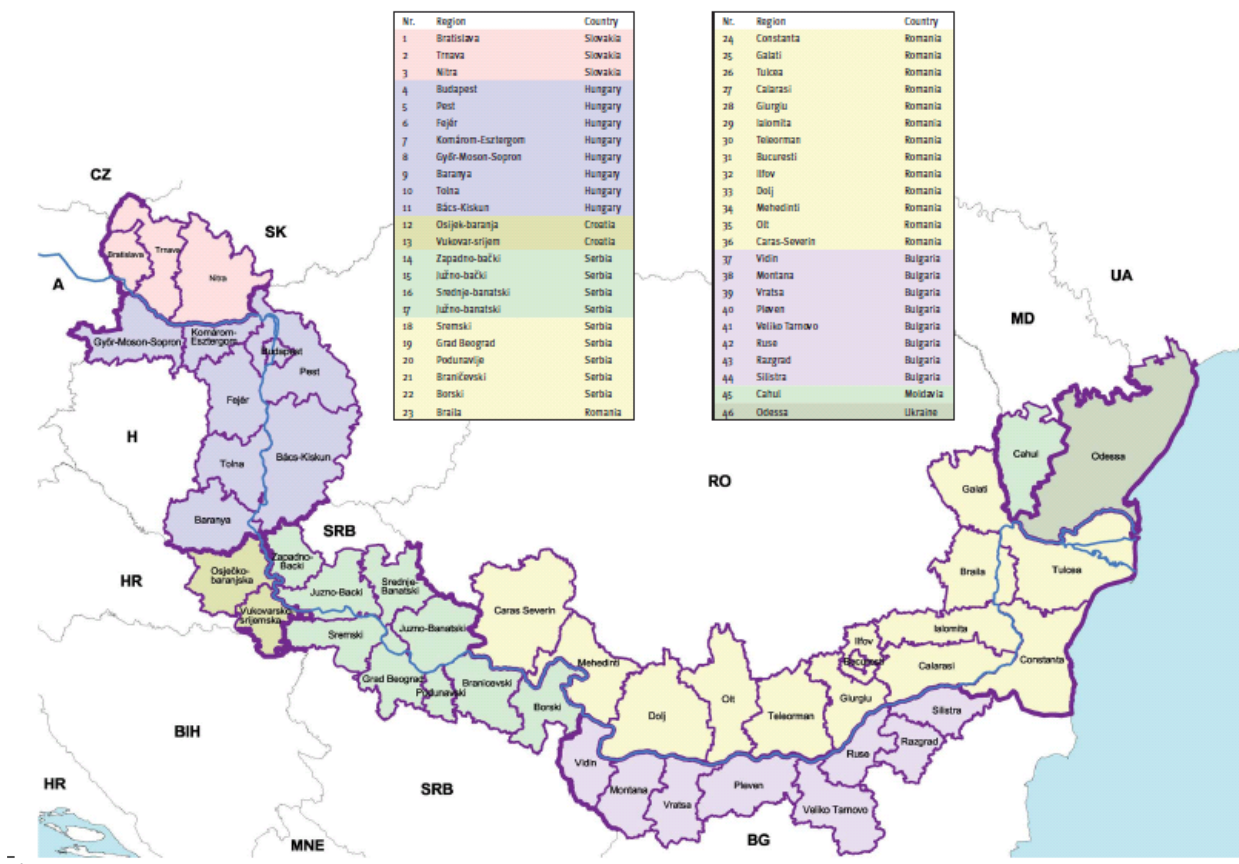 Nr. Region Country
1 Bratislava Slovakia
2 Trnava Slovakia
3 Nitra Slovakia
4 Budapest Hungary
5 Pest Hungary
6 Fejér Hungary
7 Komárom-Esztergom Hungary
8 Győr-Moson-Sopron Hungary
9 Baranya Hungary
10 Tolna Hungary
11 Bács-Kiskun Hungary
12 Osijek-baranja Croatia
13 Vukovar-srijem Croatia
14 Zapadno-bački Serbia
15 Južno-bački Serbia
16 Srednje-banatski Serbia
17 Južno-banatski Serbia
18 Sremski Serbia
19 Grad Beograd Serbia
20 Podunavlje Serbia
21 Braničevski Serbia
22 Borski Serbia
23 Braila Romania
Nr. Region Country
24 Constanta Romania
25 Galati Romania
26 Tulcea Romania
27 Calarasi Romania
28 Giurgiu Romania
29 Ialomita Romania
30 Teleorman Romania
31 Bucuresti Romania
32 Ilfov Romania
33 Dolj Romania
34 Mehedinti Romania
35 Olt Romania
36 Caras-Severin Romania
37 Vidin Bulgaria
38 Montana Bulgaria
39 Vratsa Bulgaria
40 Pleven Bulgaria
41 Veliko Tarnovo Bulgaria
42 Ruse Bulgaria
43 Razgrad Bulgaria
44 Silistra Bulgaria
45 Cahul Moldavia
46 Odessa Ukraine
CZ
SK
A
UA
MD
H
RO
SRB
HR
BIH
HR
SRB
MNE
BG
Bratislava
Trnava
Nitra
Győr-Moson-Sopron
Komárom-
Esztergom
Budapest
Pest
Fejér
Tolna
Bács-Kiskun
Baranya
Osječko-
baranjska
Vukovarsko
srijemska
Zapadno-
Backi
Juzno-Backi
Srednje-
Banatski
Juzno-Banatski
Sremski
Grad Beograd
Podunavski
Branicevski
Borski
Caras Severin
Mehedinti
Dolj
Olt
Teleorman
Giurgiu
Ilfov
Bucuresti
Calarasi
Ialomita
Constanta
Braila
Galati
Tulcea
Cahul
Odessa
Vidin
Montana
Vratsa
Pleven
Veliko Tarnovo
Ruse
Razgrad
Silistra